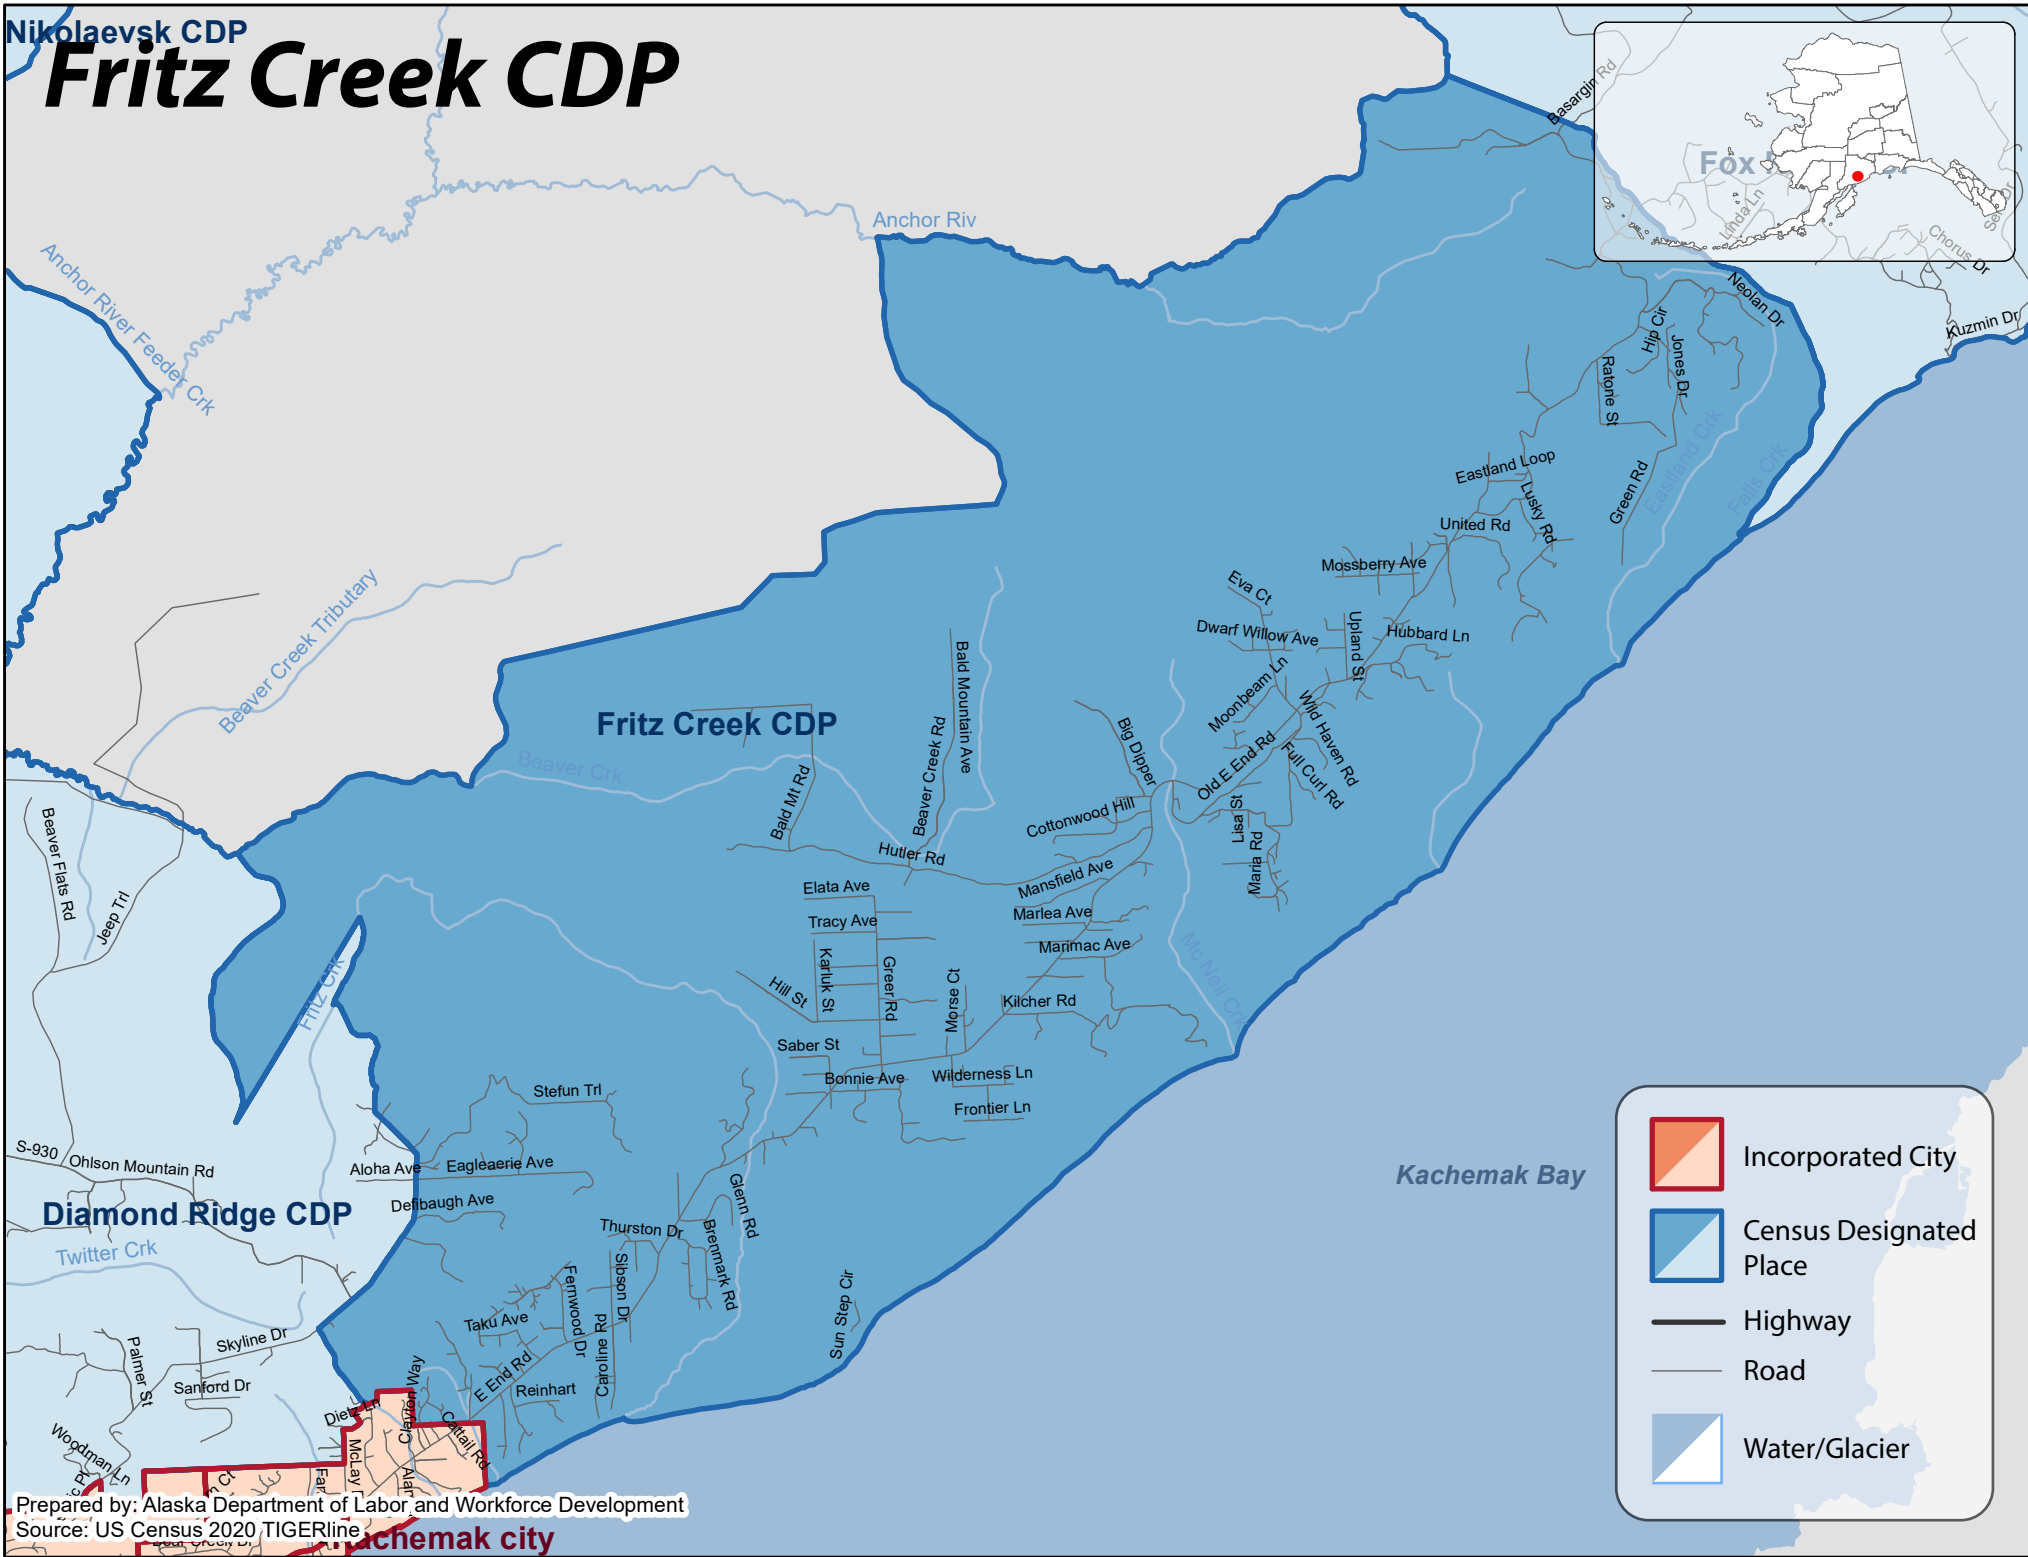 Nikolaevsk CDP
Fritz Creek CDP
Basargin Rd
Linda Ln
Chorus Dr
Anchor Riv
Anchor River Feeder Crk
Neolan Dr
Kuzmin Dr
Hip Cir
Jones Dr
Ratone St
Eastland Crk
Falls Crk
Eastland Loop
Lusky Rd
Green Rd
United Rd
Mossberry Ave
Eva Ct
Dwarf Willow Ave
Upland St
Hubbard Ln
Beaver Creek Tributary
Moonbeam Ln
Wild Haven Rd
Bald Mountain Ave
Fritz Creek CDP
Big Dipper
Old E End Rd
Full Curl Rd
Beaver Crk
Bald Mt Rd
Beaver Creek Rd
Cottonwood Hill
Lisa St
Maria Rd
Hutler Rd
Mansfield Ave
Beaver Flats Rd
Jeep Trl
Elata Ave
Tracy Ave
Marlea Ave
Marimac Ave
Karluk St
Greer Rd
Hill St
Morse Ct
Kilcher Rd
Mc Neil Crk
Fritz Crk
Saber St
Bonnie Ave
Wilderness Ln
Frontier Ln
Stefun Trl
S-930
Ohlson Mountain Rd
Aloha Ave
Eagleaerie Ave
Defibaugh Ave
Diamond Ridge CDP
Twitter Crk
Glenn Rd
Thurston Dr
Brenmark Rd
Sibson Dr
Fernwood Dr
Caroline Rd
Taku Ave
Sun Step Cir
E End Rd
Reinhart
Kachemak Bay
Skyline Dr
Palmer St
Sanford Dr
Dietz Ln
Clayton Way
Cattail Rd
Woodman Ln
McLay
Incorporated City
Census Designated
Place
Highway
Road
Water/Glacier
Prepared by: Alaska Department of Labor and Workforce Development
Source: US Census 2020 TIGERline
Kachemak city